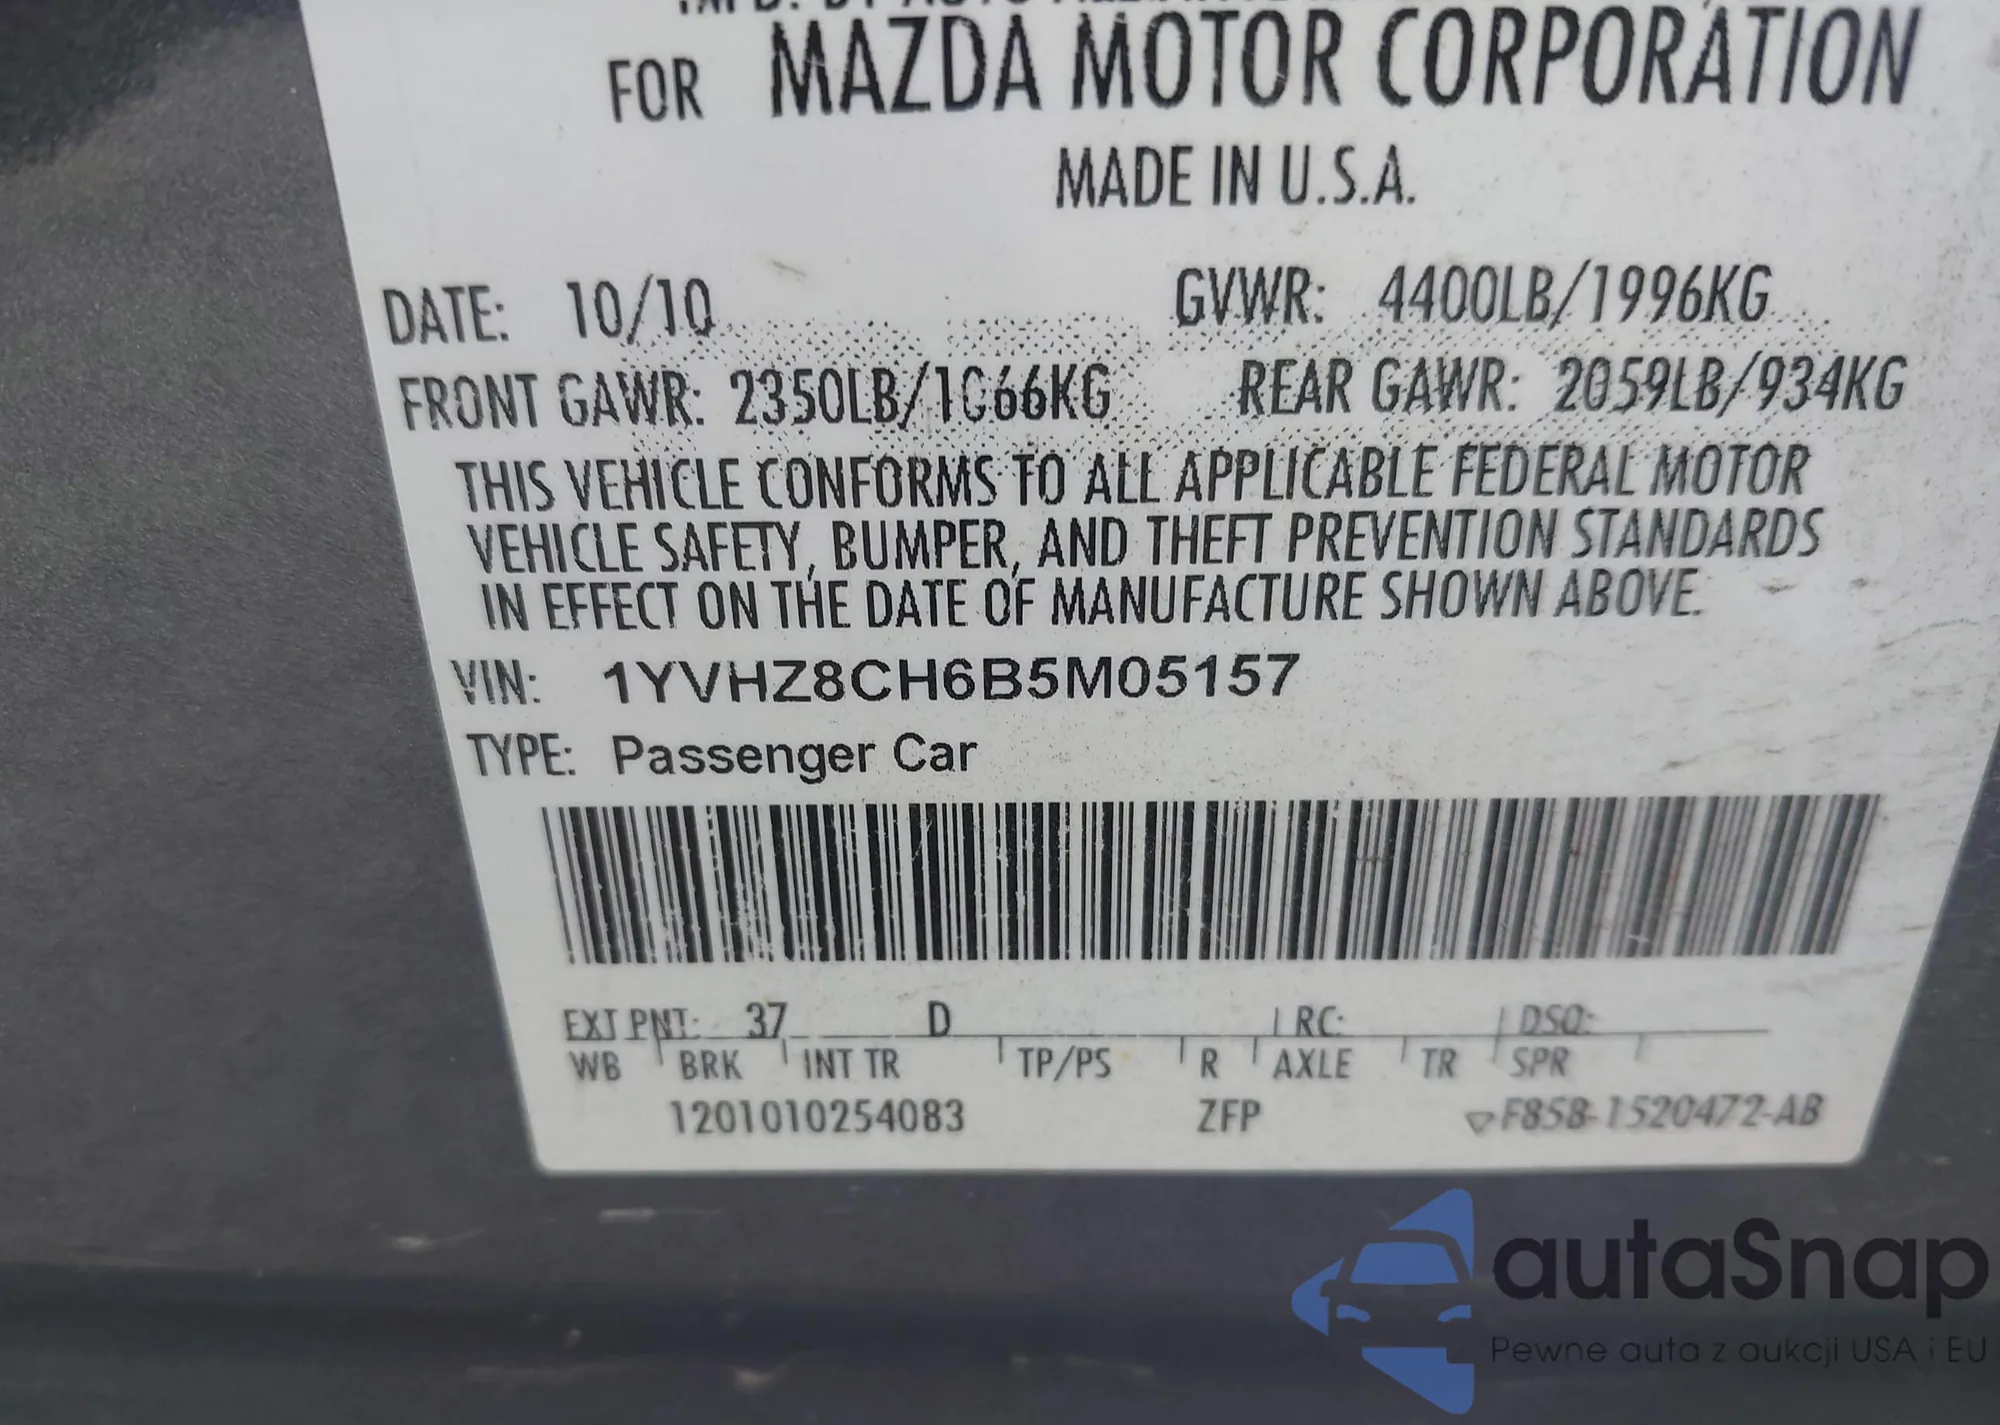 FOR MAZDA MOTOR CORPORATION
MADE IN U.S.A.
DATE: 10/10 GVWR: 4400LB/1996KG
FRONT GAWR: 2350LB/1066KG REAR GAWR: 2059LB/934KG
THIS VEHICLE CONFORMS TO ALL APPLICABLE FEDERAL MOTOR
VEHICLE SAFETY, BUMPER, AND THEFT PREVENTION STANDARDS
IN EFFECT ON THE DATE OF MANUFACTURE SHOWN ABOVE.
VIN: 1YVHZ8CH6B5M05157
TYPE: Passenger Car
EXT PNT: 37 D RC: DSO:
WB BRK INT TR TP/PS R AXLE TR SPR
1201010254083 ZFP F85B-1520472-AB
autaSnap
Pewne auta z aukcji USA i EU